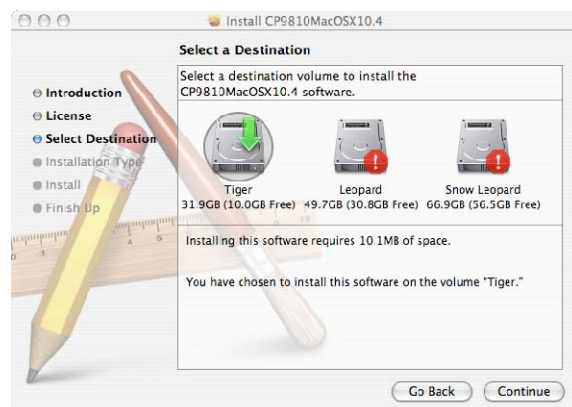 Install CP9810MacOSX10.4
Select a Destination
Introduction
License
Select Destination
Installation Type
Install
Finish Up
Select a destination volume to install the
CP9810MacOSX10.4 software.
Tiger
31.9GB (10.0GB Free)
Leopard
49.7GB (30.8GB Free)
Snow Leopard
66.9GB (56.5GB Free)
Installing this software requires 10.1MB of space.
You have chosen to install this software on the volume "Tiger."
Go Back
Continue